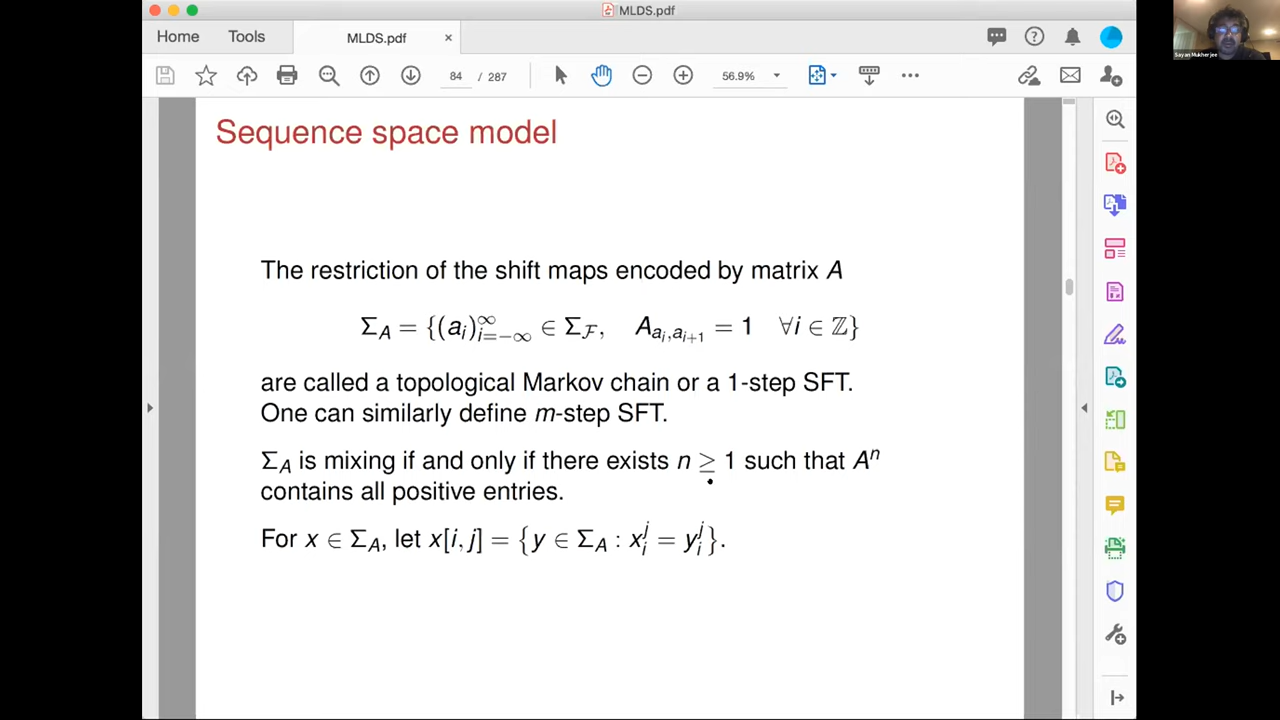 MLDS.pdf
Home
Tools
MLDS.pdf
×
84 / 287
56.9%
Sayan Mukherjee
Sequence space model
The restriction of the shift maps encoded by matrix A
Σ_A = {(a_i)_{i=−∞}^∞ ∈ Σ_ℱ, A_{a_i,a_{i+1}} = 1 ∀i ∈ ℤ}
are called a topological Markov chain or a 1-step SFT.
One can similarly define m-step SFT.
Σ_A is mixing if and only if there exists n ≥ 1 such that Aⁿ
contains all positive entries.
For x ∈ Σ_A, let x[i, j] = {y ∈ Σ_A : x_i^j = y_i^j}.